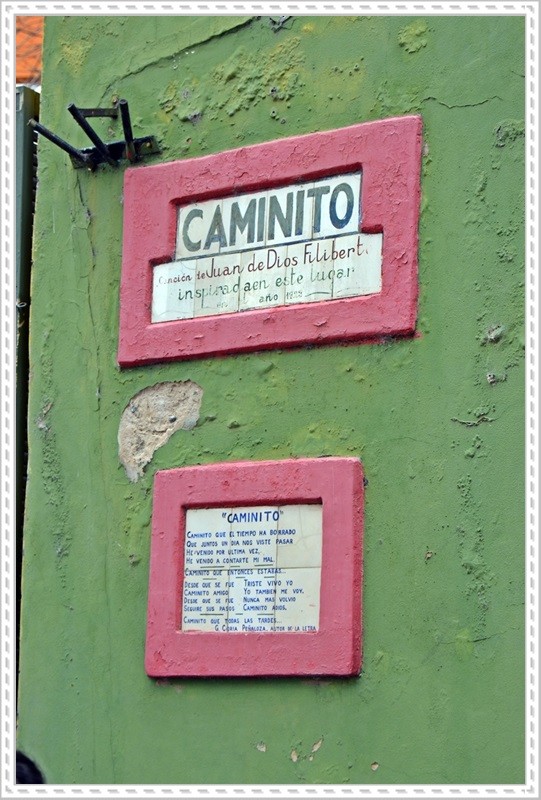 CAMINITO
Canción de Juan de Dios Filibert
inspirada en este lugar
año
"CAMINITO"
CAMINITO QUE EL TIEMPO HA BORRADO
QUE JUNTOS UN DIA NOS VISTE PASAR
HE VENIDO POR ULTIMA VEZ,
HE VENIDO A CONTARTE MI MAL.
CAMINITO QUE ENTONCES ESTABAS...
DESDE QUE SE FUE TRISTE VIVO YO
CAMINITO AMIGO YO TAMBIEN ME VOY.
DESDE QUE SE FUE NUNCA MAS VOLVIO
SEGUIRE SUS PASOS CAMINITO ADIOS.
CAMINITO QUE TODAS LAS TARDES...
G. CORIA PEÑALOZA, AUTOR DE LA LETRA